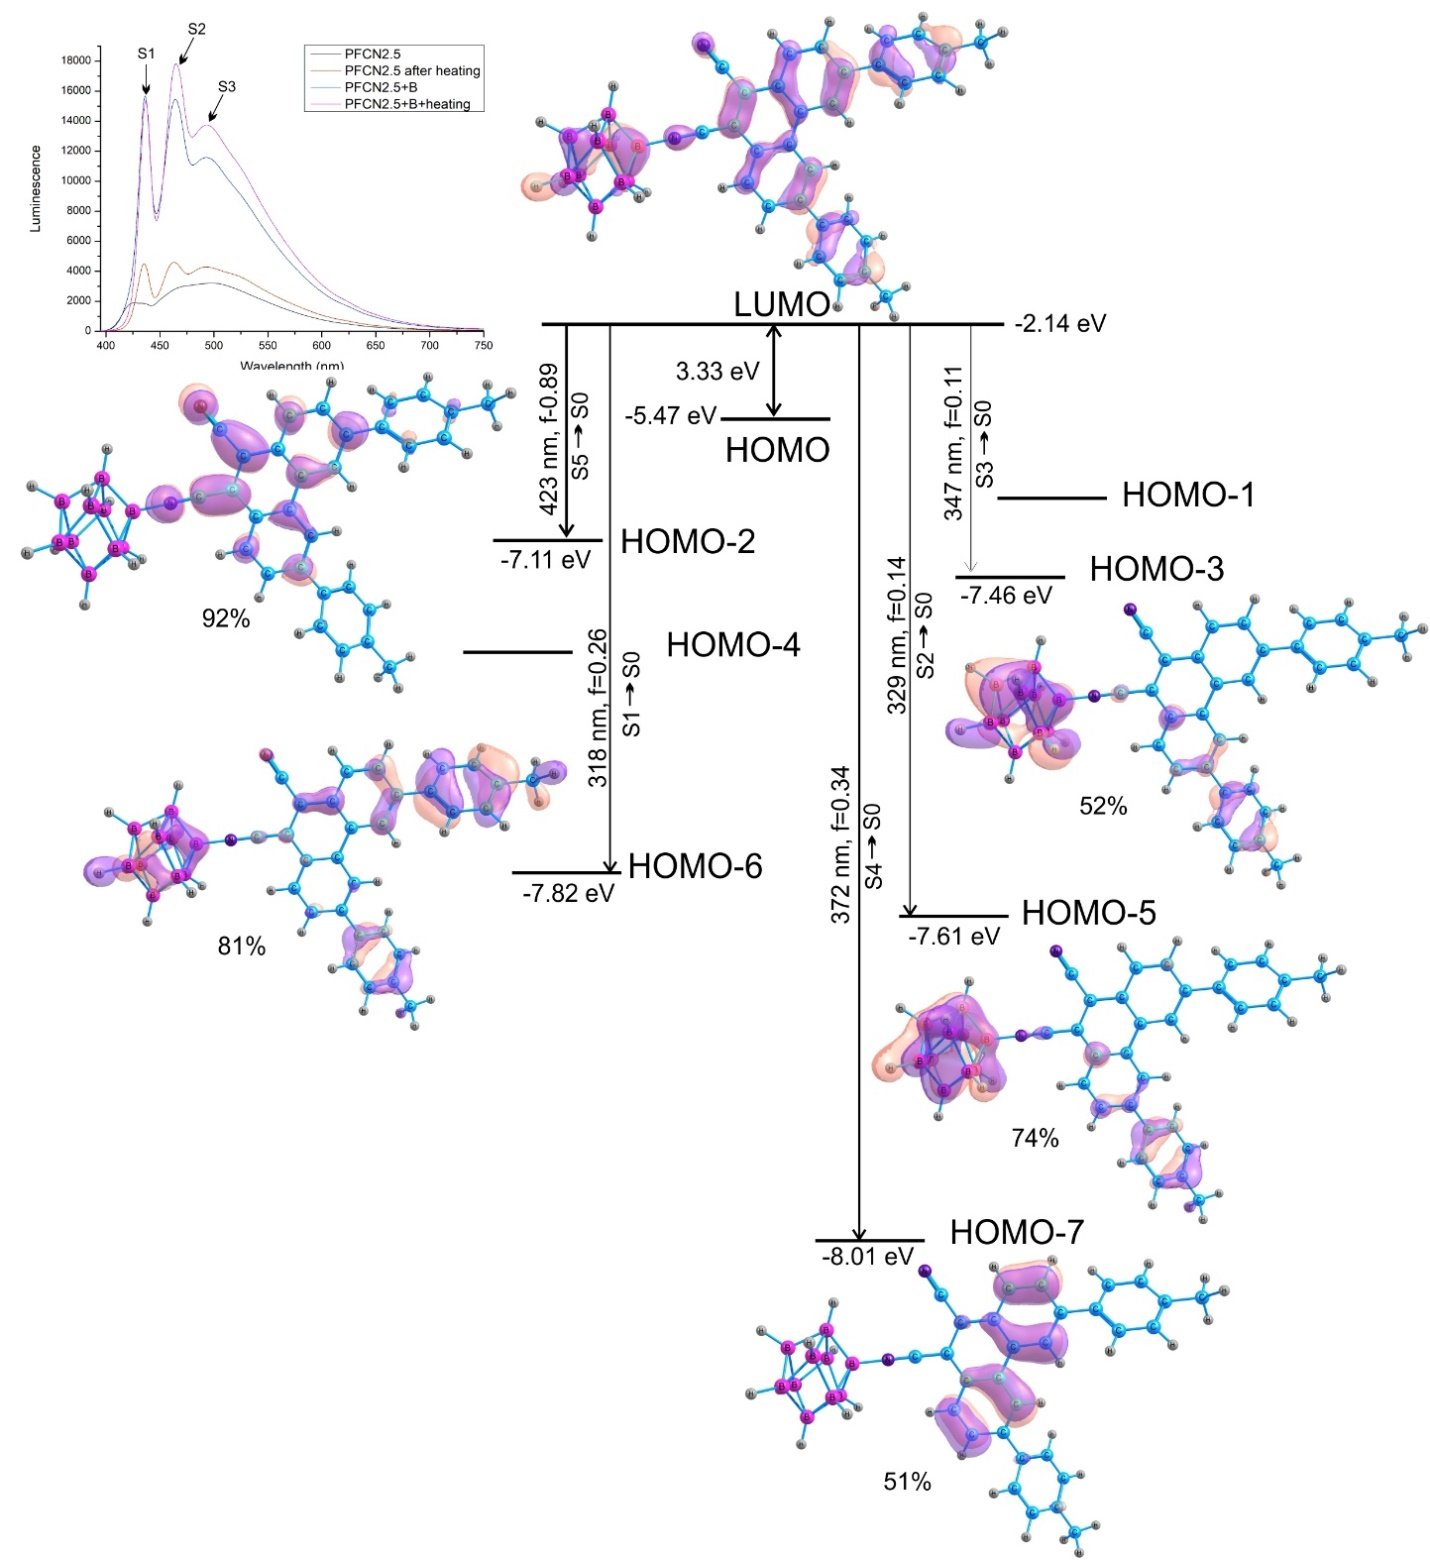 S1
S2
S3
PFCN2.5
PFCN2.5 after heating
PFCN2.5+B
PFCN2.5+B+heating
Luminescence
18000
16000
14000
12000
10000
8000
6000
4000
2000
0
400
450
500
550
600
650
700
750
Wavelength (nm)
LUMO
-2.14 eV
3.33 eV
-5.47 eV
HOMO
423 nm, f-0.89
S5→S0
318 nm, f=0.26
S1→S0
372 nm, f=0.34
S4→S0
329 nm, f=0.14
S2→S0
347 nm, f=0.11
S3→S0
HOMO-1
HOMO-2
-7.11 eV
92%
HOMO-3
-7.46 eV
52%
HOMO-4
HOMO-6
-7.82 eV
81%
HOMO-5
-7.61 eV
74%
HOMO-7
-8.01 eV
51%